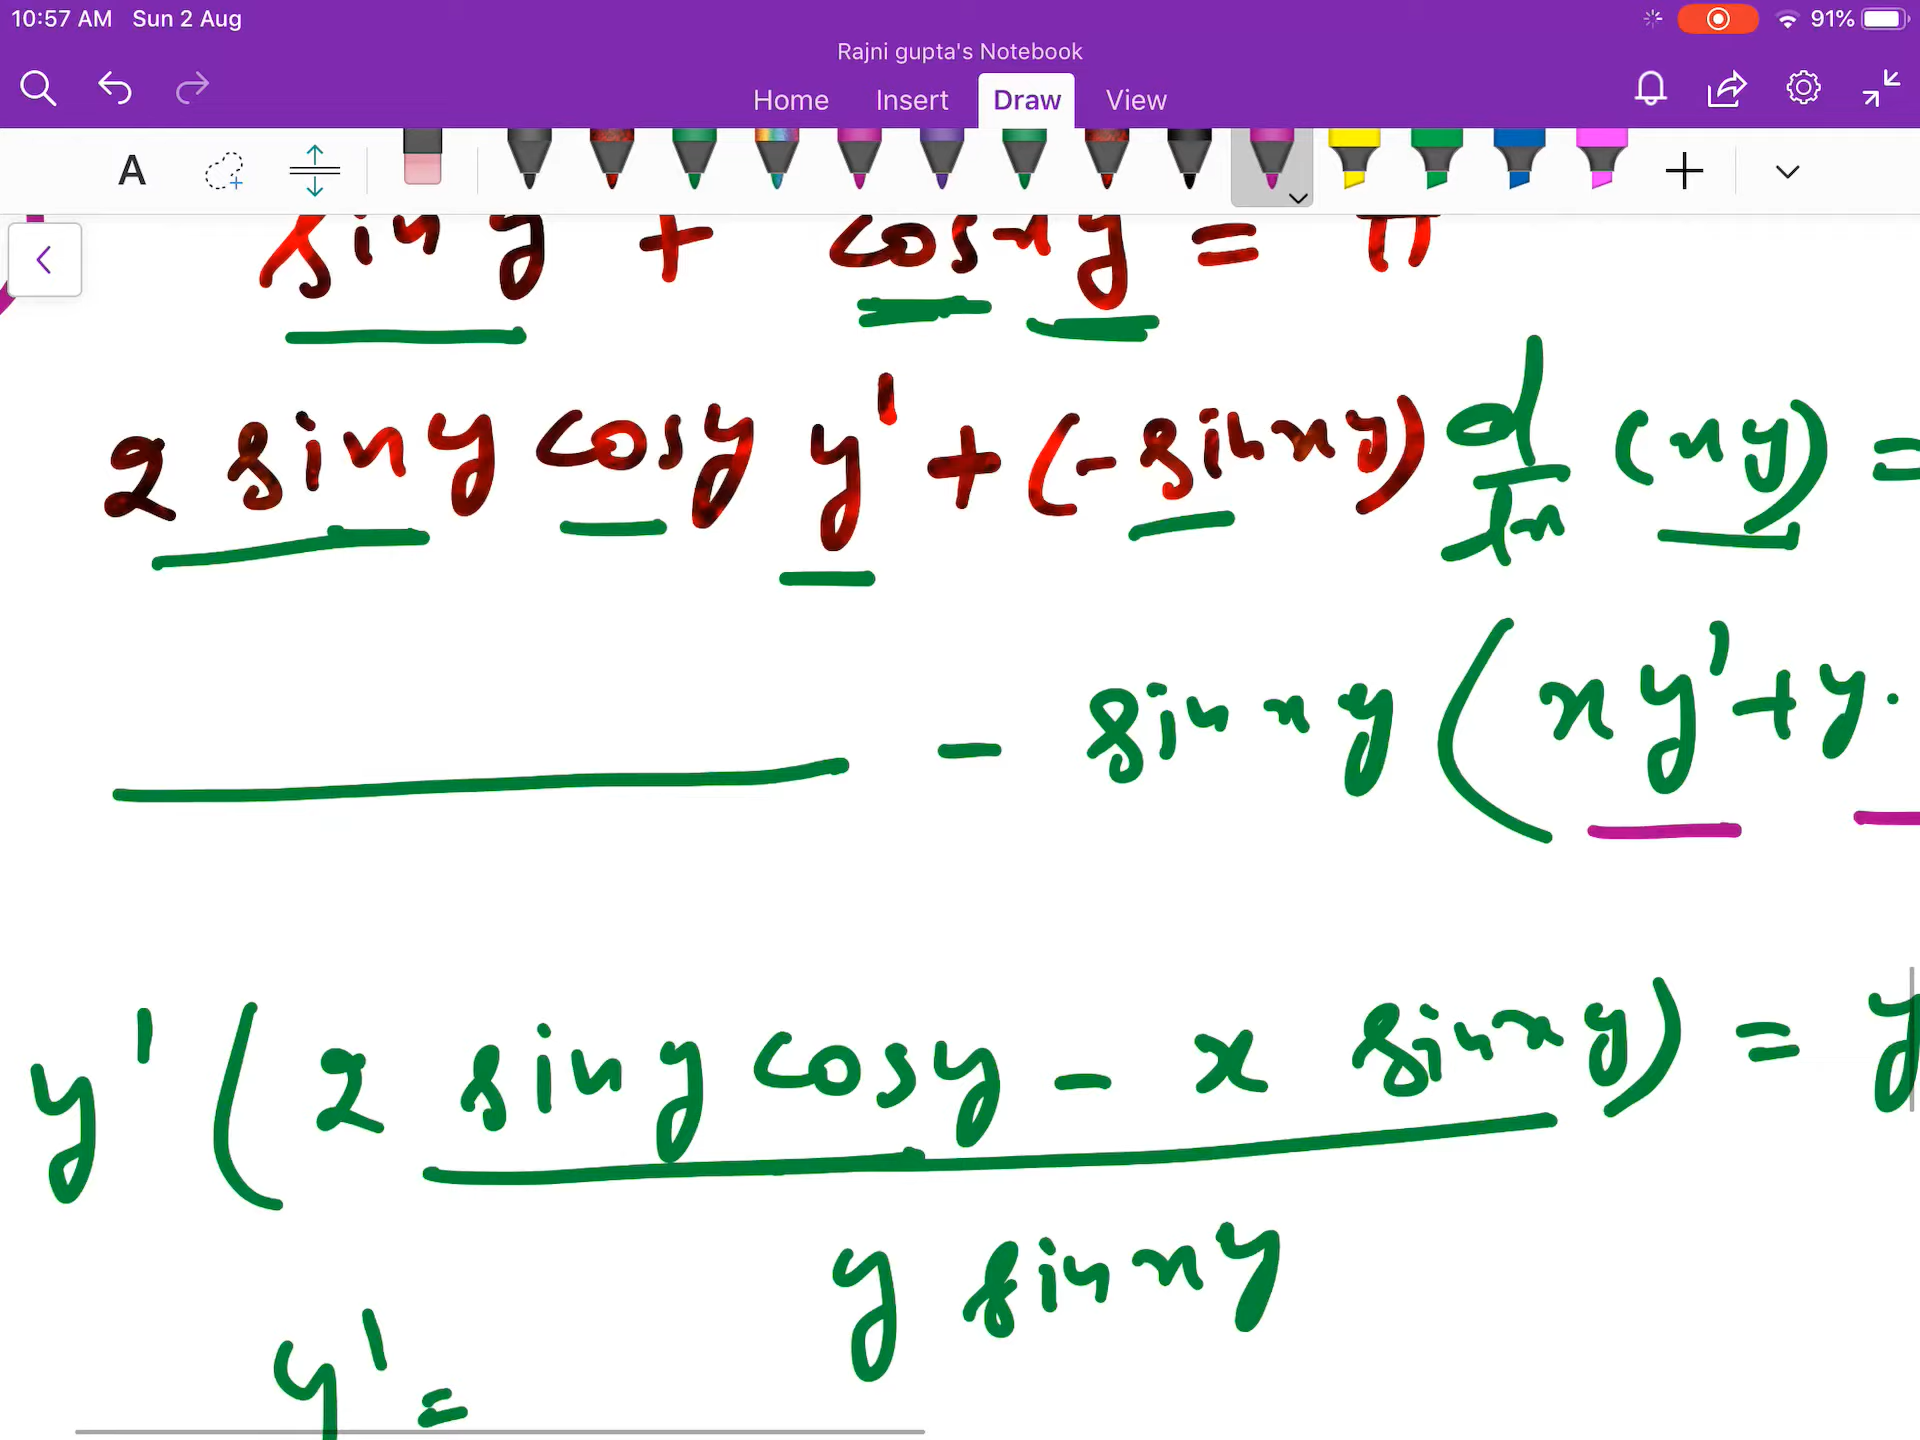 10:57 AM Sun 2 Aug 91%
Rajni gupta's Notebook
Home Insert Draw View
A
sin y + cos xy = π
2 sin y cos y y' + (- sin xy) d/dx (xy) =
- sin xy ( x y' + y .
y' ( 2 sin y cos y - x sin xy ) = y
y sin xy
y' =